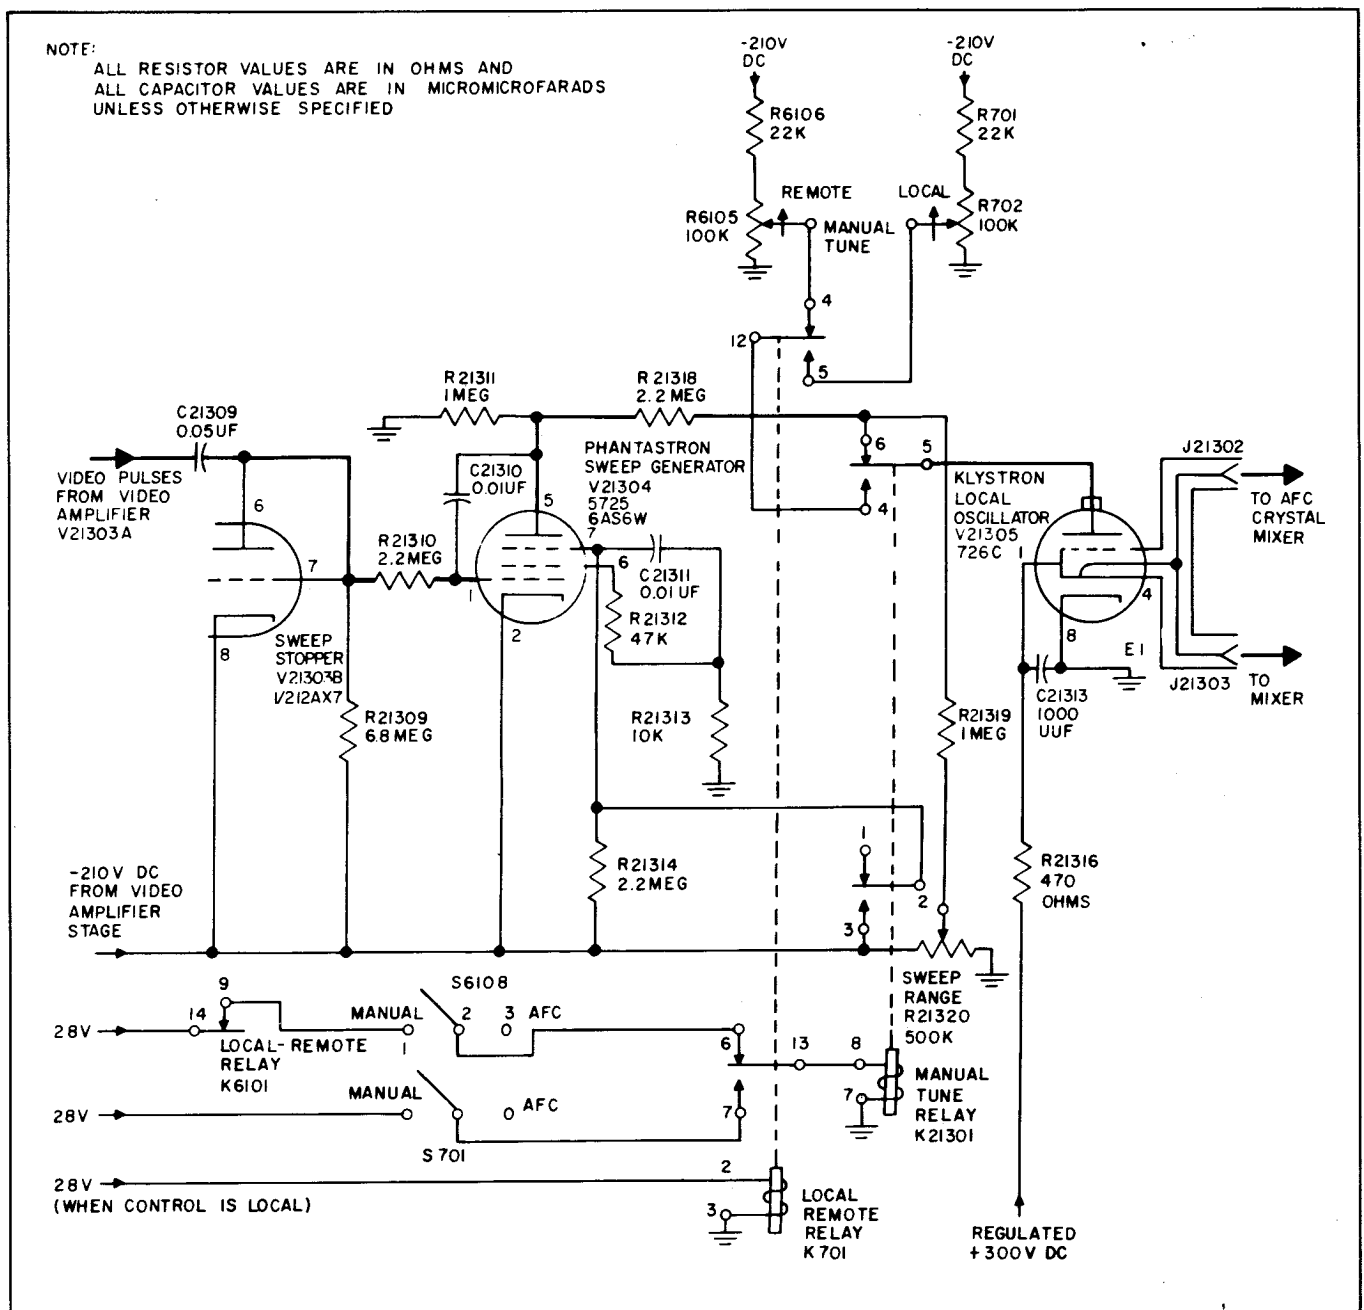 NOTE:
ALL RESISTOR VALUES ARE IN OHMS AND
ALL CAPACITOR VALUES ARE IN MICROMICROFARADS
UNLESS OTHERWISE SPECIFIED
-210V
DC
-210V
DC
R6106
22K
R701
22K
REMOTE
LOCAL
R6105
100K
MANUAL
TUNE
R702
100K
4
12
5
R21311
1MEG
R21318
2.2MEG
C21309
0.05UF
VIDEO PULSES
FROM VIDEO
AMPLIFIER
V21303A
6
7
8
SWEEP
STOPPER
V21303B
1/212AX7
R21310
2.2MEG
C21310
0.01UF
PHANTASTRON
SWEEP GENERATOR
V21304
5725
6AS6W
5
7
6
1
2
C21311
0.01UF
R21312
47K
R21313
10K
6
5
4
KLYSTRON
LOCAL
OSCILLATOR
V21305
726C
1
4
8
E1
J21302
TO AFC
CRYSTAL
MIXER
J21303
TO
MIXER
C21313
1000
UUF
R21309
6.8MEG
R21319
1MEG
R21314
2.2MEG
1
2
3
R21316
470
OHMS
-210V DC
FROM VIDEO
AMPLIFIER
STAGE
SWEEP
RANGE
R21320
500K
28V
14
9
LOCAL-REMOTE
RELAY
K6101
MANUAL
1
S6108
2
3
AFC
6
13
8
7
MANUAL
TUNE
RELAY
K21301
28V
MANUAL
AFC
S701
7
28V
(WHEN CONTROL IS LOCAL)
2
3
LOCAL
REMOTE
RELAY
K701
REGULATED
+300V DC